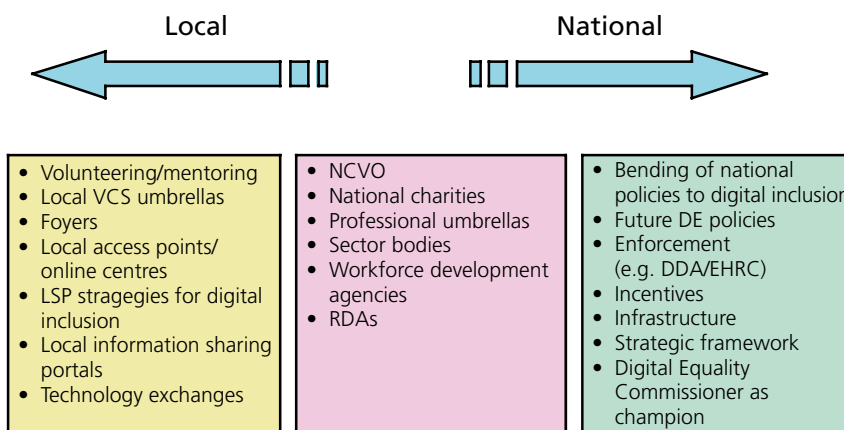 Local
National
• Volunteering/mentoring
• Local VCS umbrellas
• Foyers
• Local access points/
online centres
• LSP stragegies for digital
inclusion
• Local information sharing
portals
• Technology exchanges
• NCVO
• National charities
• Professional umbrellas
• Sector bodies
• Workforce development
agencies
• RDAs
• Bending of national
policies to digital inclusion
• Future DE policies
• Enforcement
(e.g. DDA/EHRC)
• Incentives
• Infrastructure
• Strategic framework
• Digital Equality
Commissioner as
champion